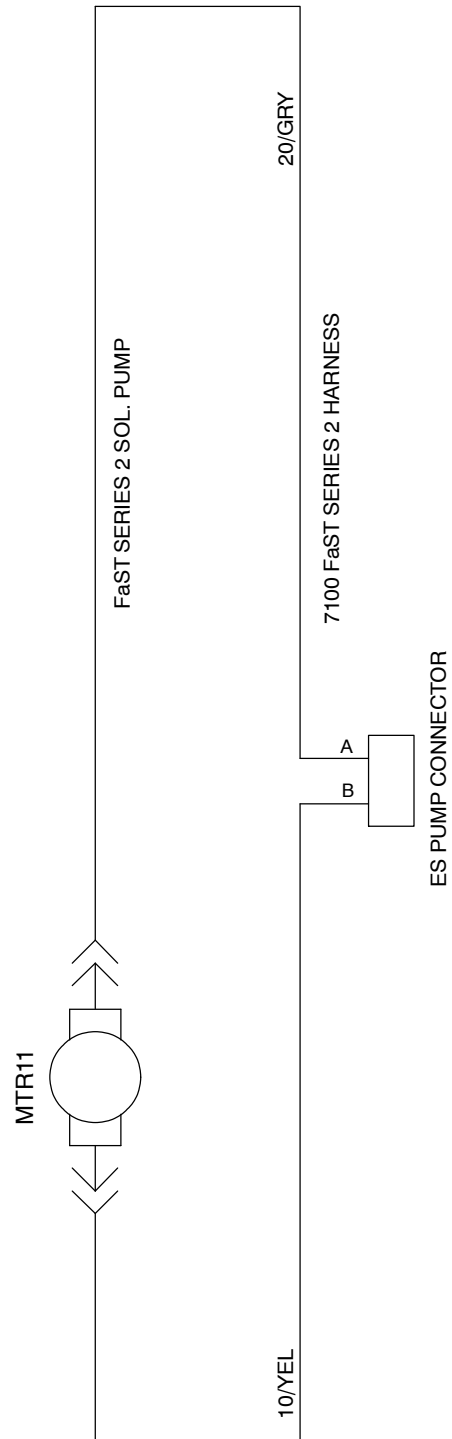 MTR11
FaST SERIES 2 SOL. PUMP
10/YEL
20/GRY
B
A
7100 FaST SERIES 2 HARNESS
ES PUMP CONNECTOR